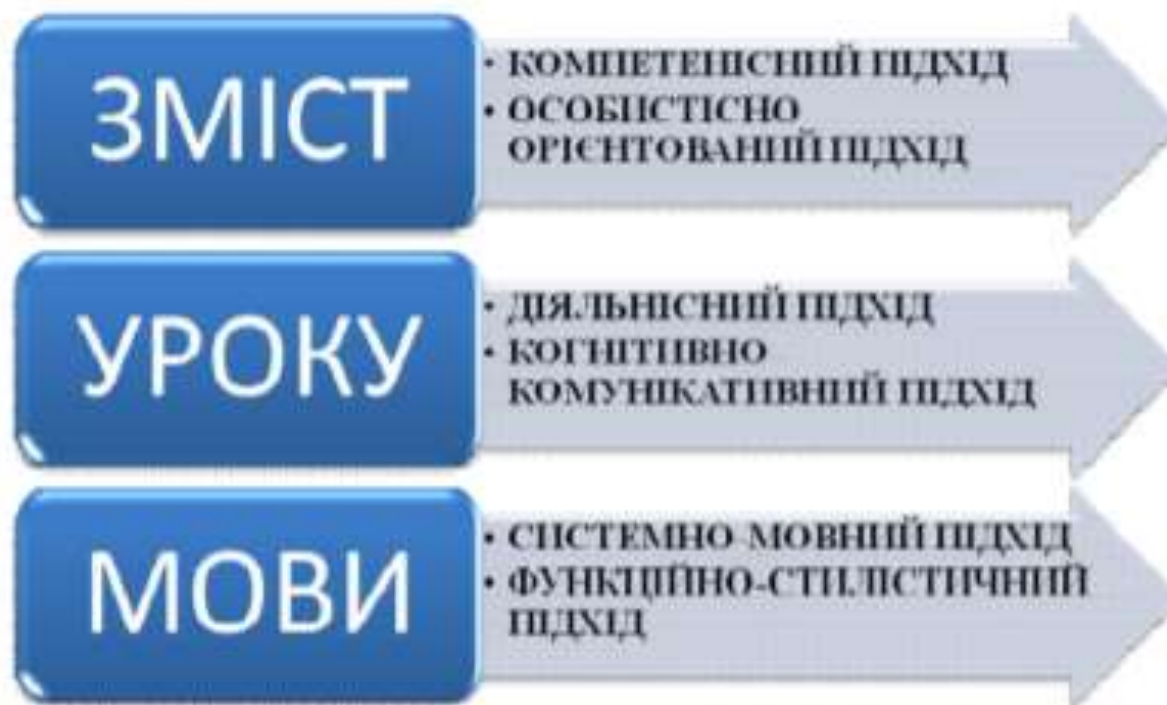 ЗМІСТ
• КОМПЕТЕНІСНИЙ ПІДХІД
• ОСОБИСТІСНО
ОРІЄНТОВАНИЙ ПІДХІД
УРОКУ
• ДІЯЛЬНІСНИЙ ПІДХІД
• КОГНІТИВНО
КОМУНІКАТИВНИЙ ПІДХІД
МОВИ
• СИСТЕМНО-МОВНИЙ ПІДХІД
• ФУНКЦІЙНО-СТИЛІСТИЧНИЙ
ПІДХІД